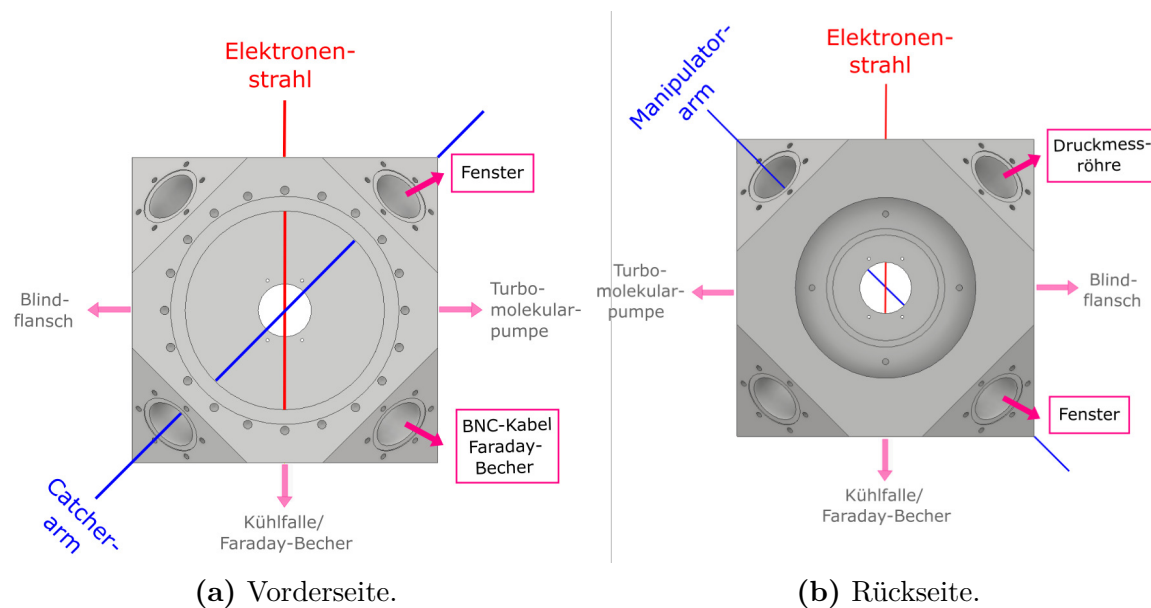 Elektronen-
strahl
Fenster
Blind-
flansch
Turbo-
molekular-
pumpe
BNC-Kabel
Faraday-
Becher
Catcher-
arm
Kühlfalle/
Faraday-Becher
(a) Vorderseite.
Elektronen-
strahl
Manipulator-
arm
Druckmess-
röhre
Turbo-
molekular-
pumpe
Blind-
flansch
Fenster
Kühlfalle/
Faraday-Becher
(b) Rückseite.